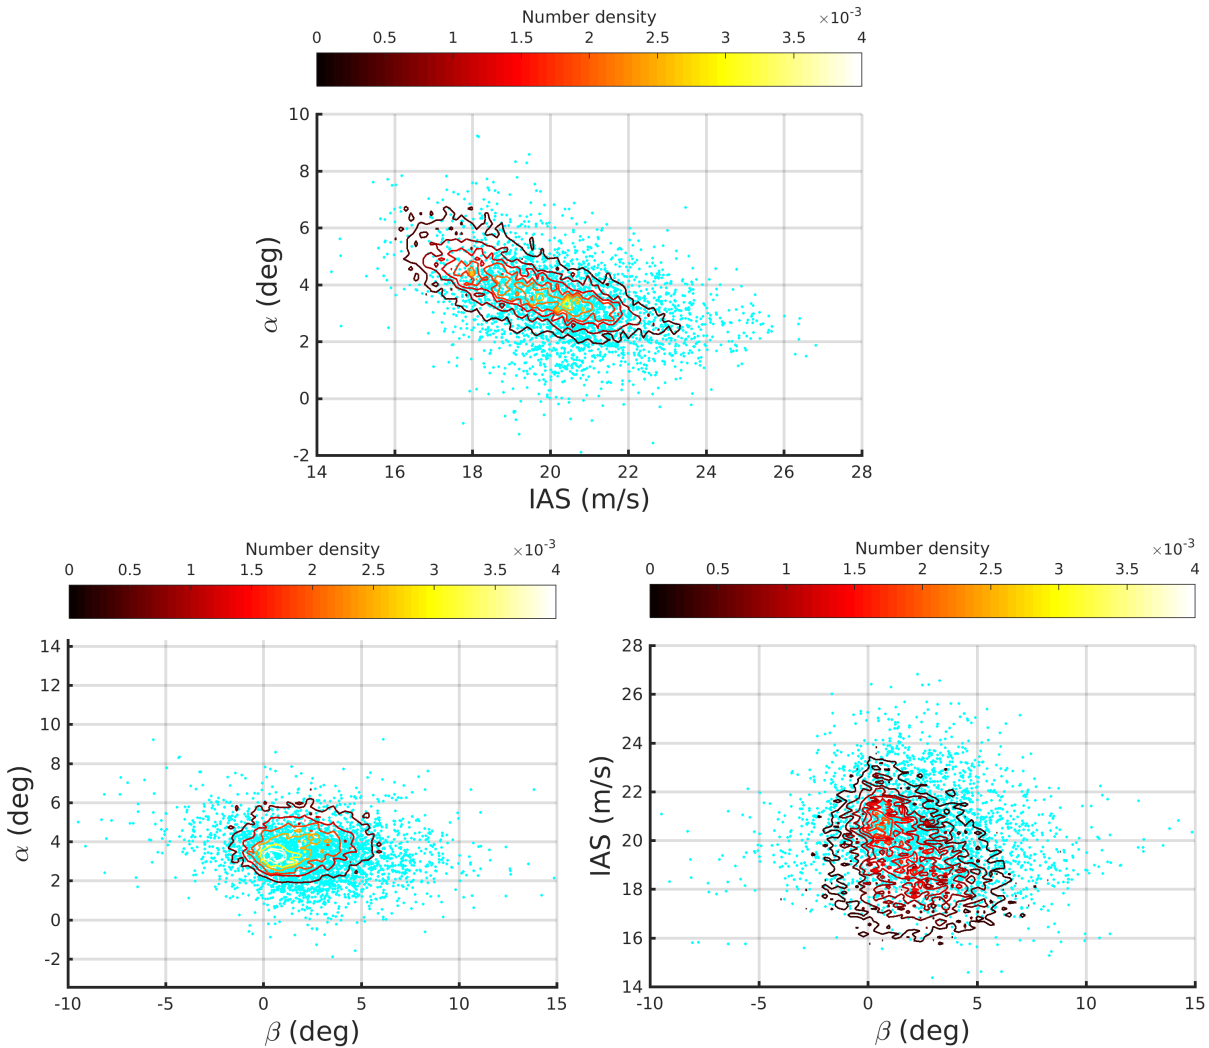 Number density ×10-3
0 0.5 1 1.5 2 2.5 3 3.5 4
10
8
6
4
2
0
-2
α (deg)
14 16 18 20 22 24 26 28
IAS (m/s)
Number density ×10-3
0 0.5 1 1.5 2 2.5 3 3.5 4
14
12
10
8
6
4
2
0
-2
α (deg)
-10 -5 0 5 10 15
β (deg)
Number density ×10-3
0 0.5 1 1.5 2 2.5 3 3.5 4
28
26
24
22
20
18
16
14
IAS (m/s)
-10 -5 0 5 10 15
β (deg)